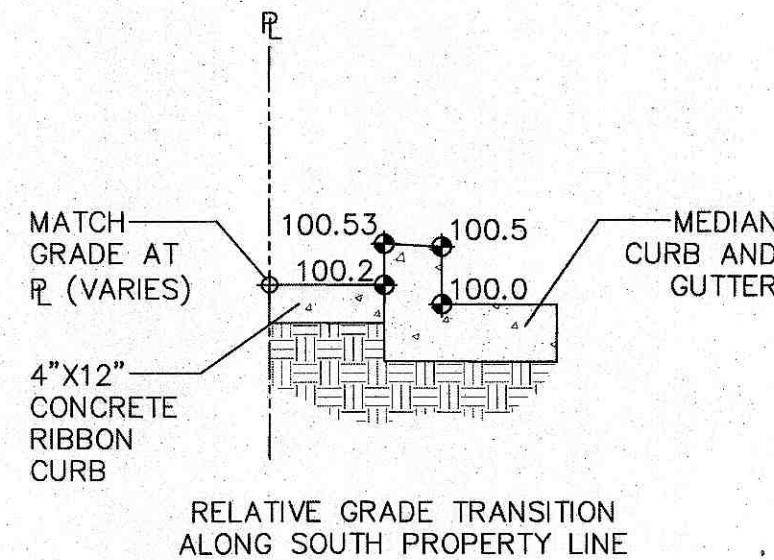 PL
MATCH
GRADE AT
PL (VARIES)
100.53
100.5
100.2
100.0
MEDIAN
CURB AND
GUTTER
4"X12"
CONCRETE
RIBBON
CURB
RELATIVE GRADE TRANSITION
ALONG SOUTH PROPERTY LINE